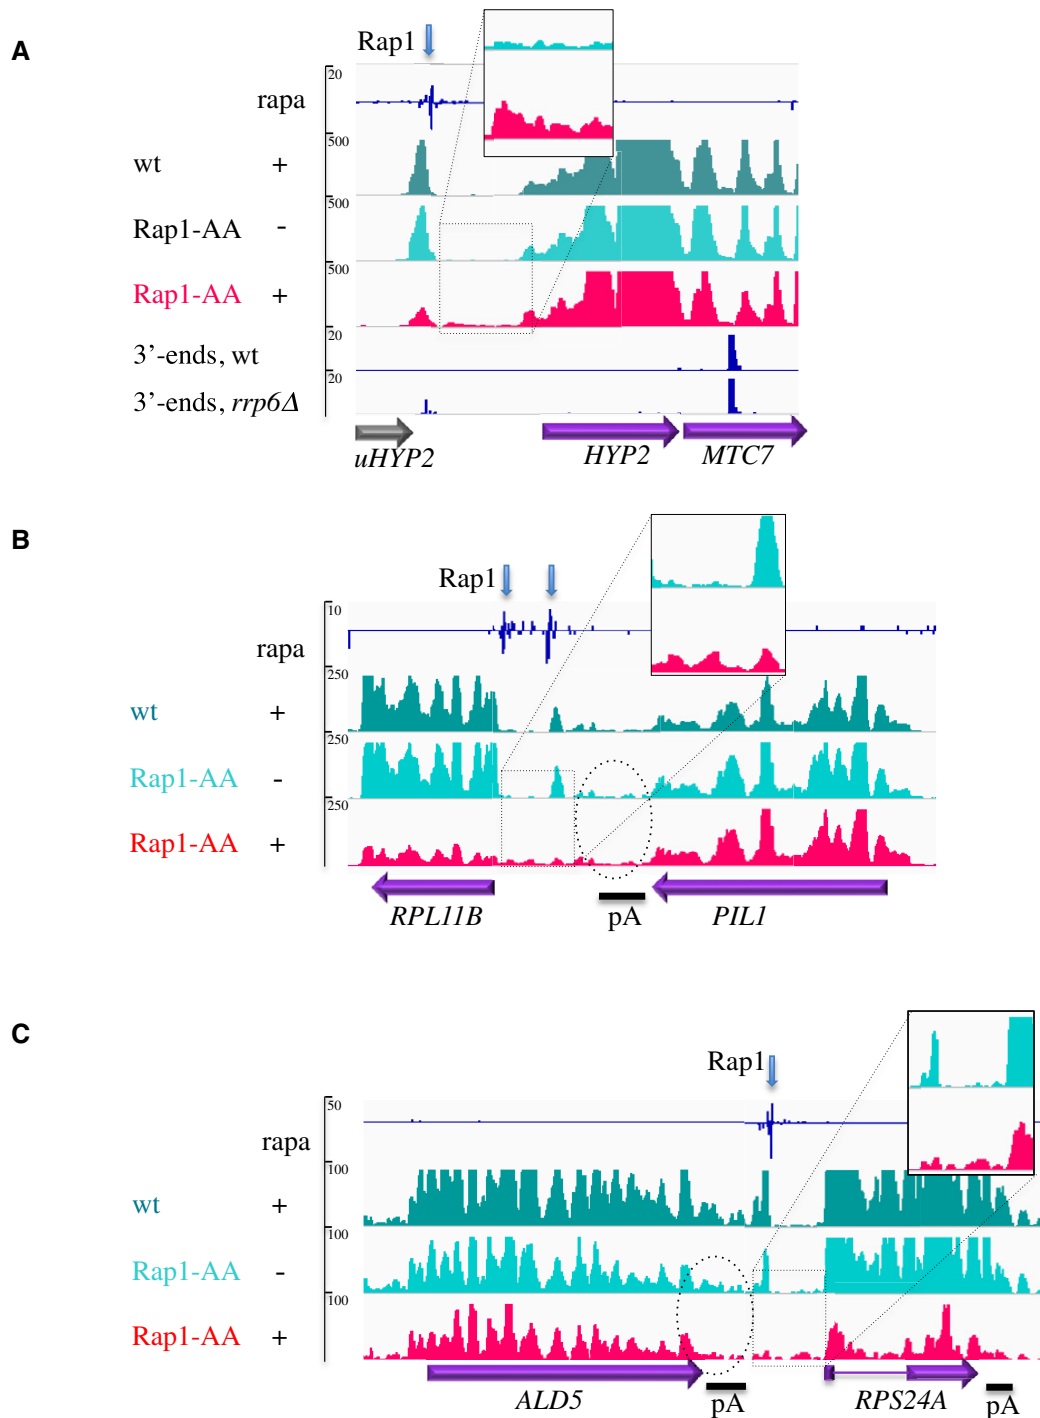 A
Rap1
20
rapa
500
wt +
500
Rap1-AA -
500
Rap1-AA +
20
3'-ends, wt
20
3'-ends, rrp6Δ
uHYP2 HYP2 MTC7
B
Rap1
10
rapa
250
wt +
250
Rap1-AA -
250
Rap1-AA +
RPL11B pA PIL1
C
Rap1
50
rapa
100
wt +
100
Rap1-AA -
100
Rap1-AA +
ALD5 pA RPS24A pA